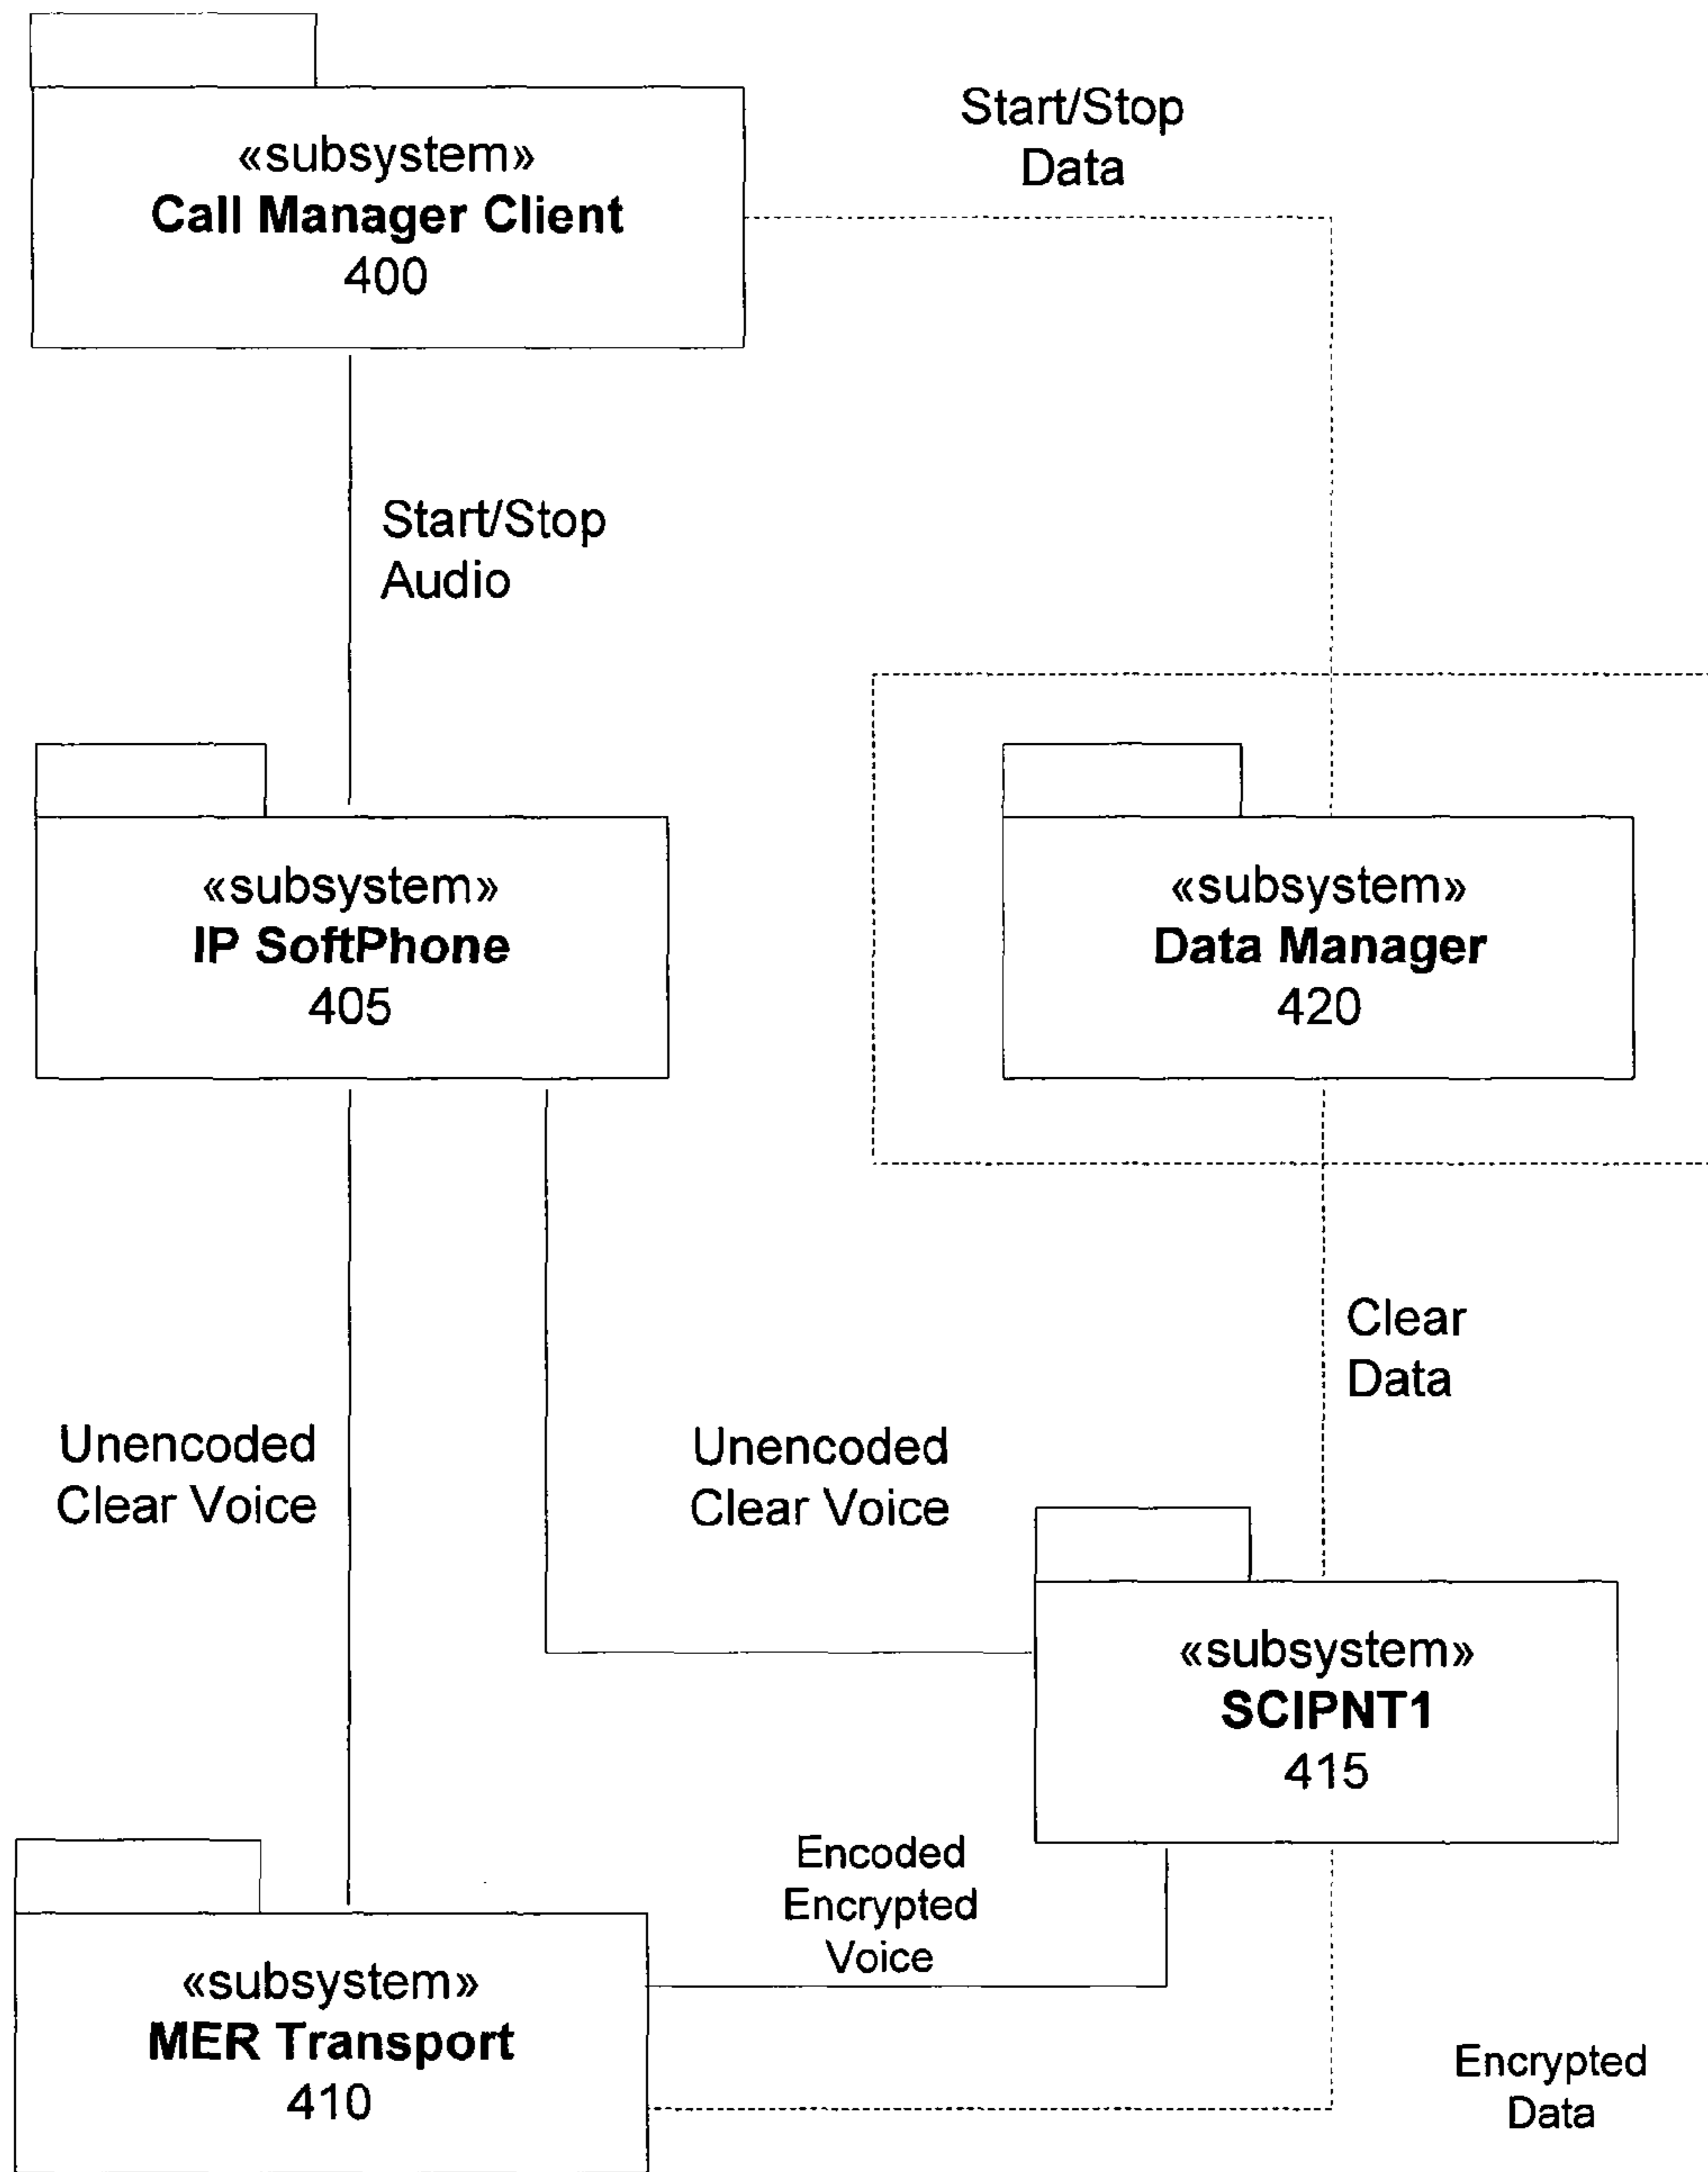 «subsystem»
Call Manager Client
400
Start/Stop
Data
Start/Stop
Audio
«subsystem»
IP SoftPhone
405
«subsystem»
Data Manager
420
Clear
Data
Unencoded
Clear Voice
Unencoded
Clear Voice
«subsystem»
SCIPNT1
415
Encoded
Encrypted
Voice
«subsystem»
MER Transport
410
Encrypted
Data